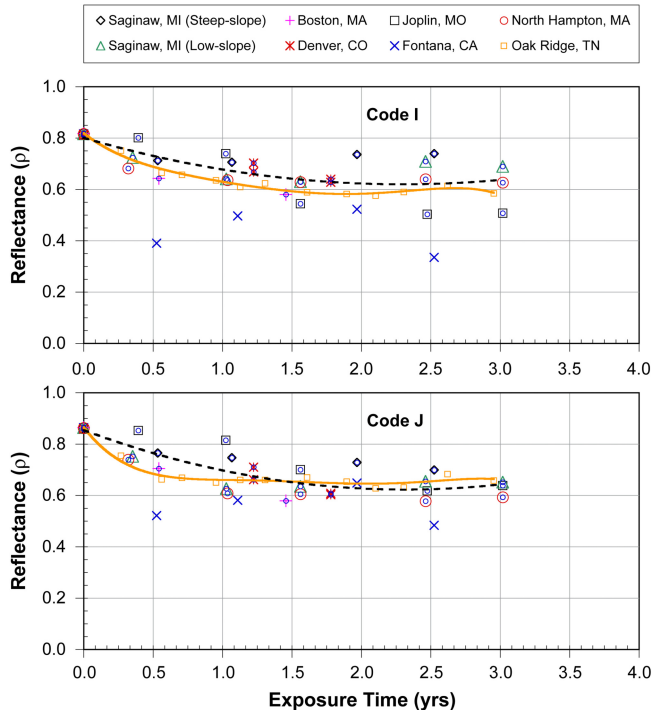 Saginaw, MI (Steep-slope) Boston, MA Joplin, MO North Hampton, MA
Saginaw, MI (Low-slope) Denver, CO Fontana, CA Oak Ridge, TN
1.0
0.8
0.6
0.4
0.2
0.0
Reflectance (ρ)
Code I
0.0 0.5 1.0 1.5 2.0 2.5 3.0 3.5 4.0
1.0
0.8
0.6
0.4
0.2
0.0
Reflectance (ρ)
Code J
0.0 0.5 1.0 1.5 2.0 2.5 3.0 3.5 4.0
Exposure Time (yrs)